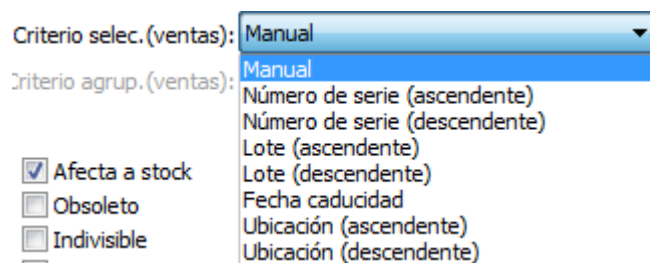 Criterio selec.(ventas): Manual
Criterio agrup.(ventas):
Manual
Número de serie (ascendente)
Número de serie (descendente)
Lote (ascendente)
Lote (descendente)
Fecha caducidad
Ubicación (ascendente)
Ubicación (descendente)
Afecta a stock
Obsoleto
Indivisible